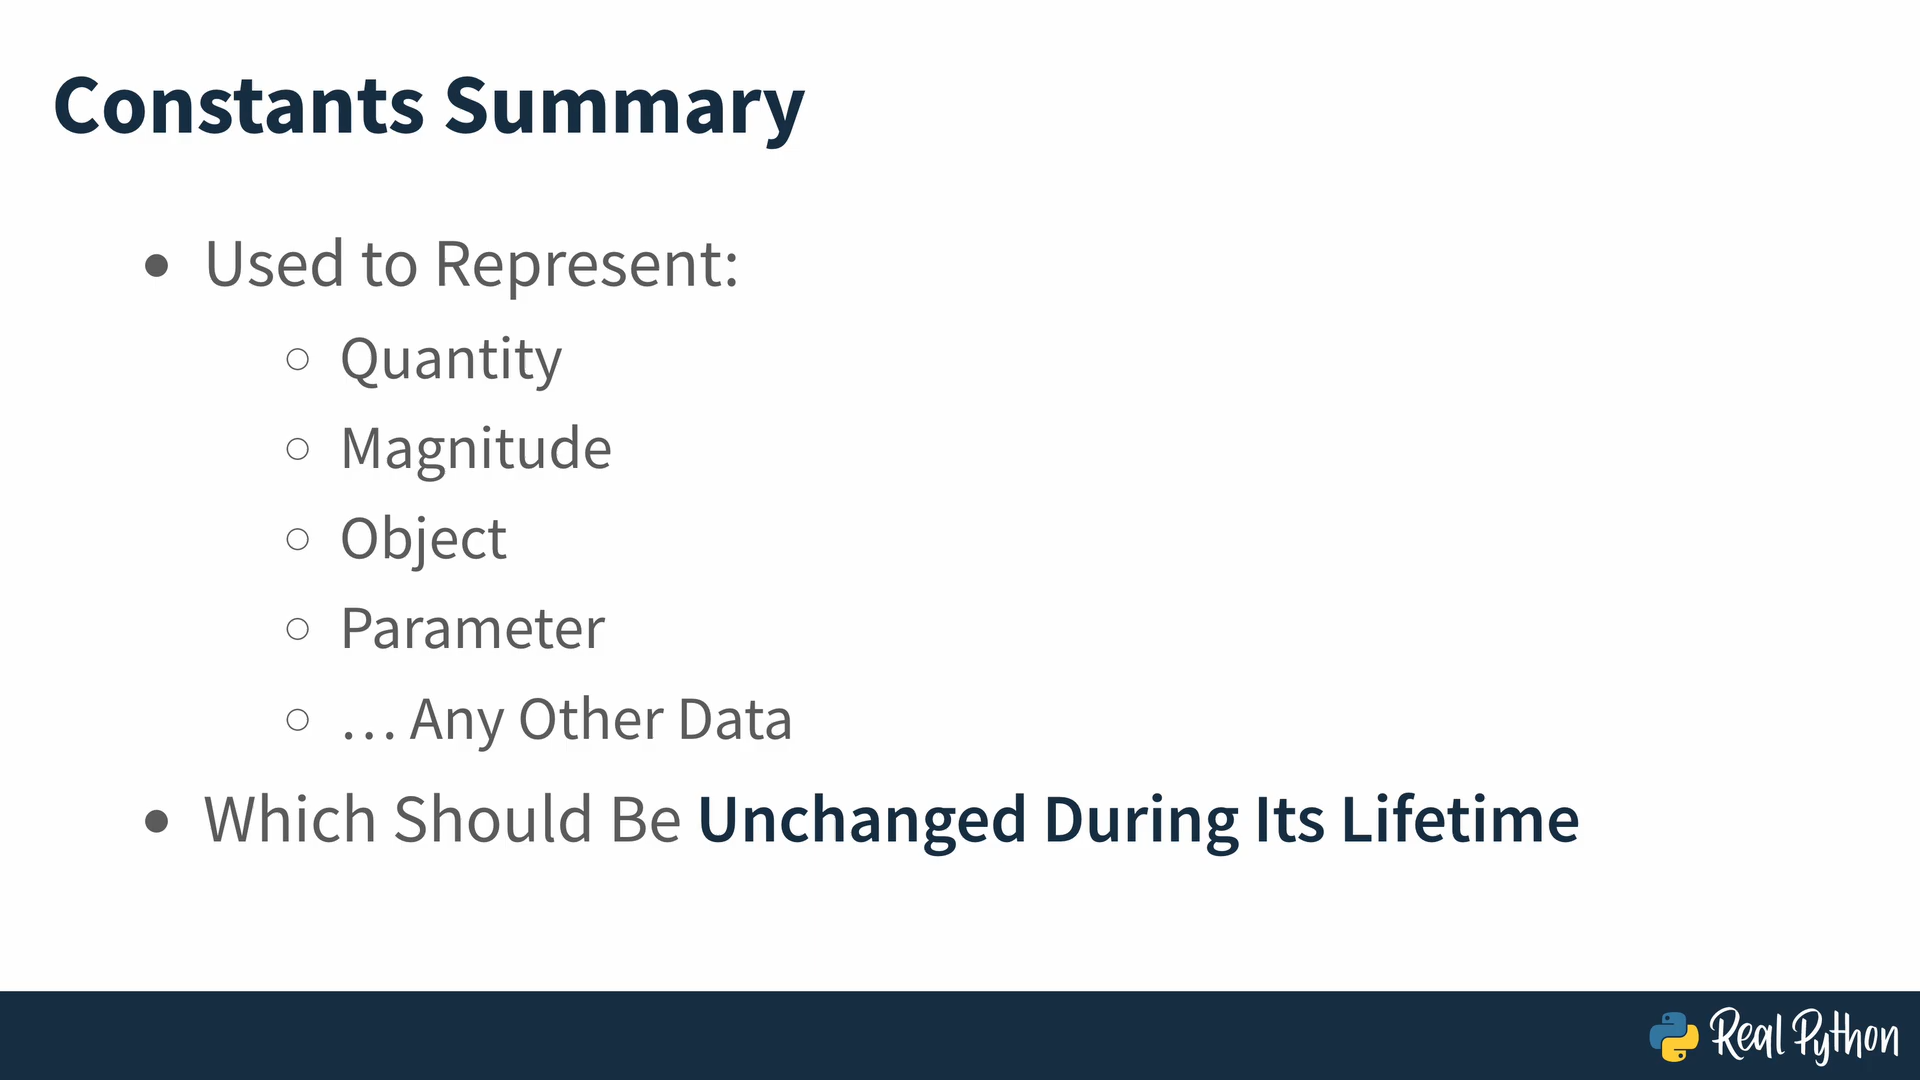 Constants Summary
• Used to Represent:
○ Quantity
○ Magnitude
○ Object
○ Parameter
○ … Any Other Data
• Which Should Be Unchanged During Its Lifetime
Real Python